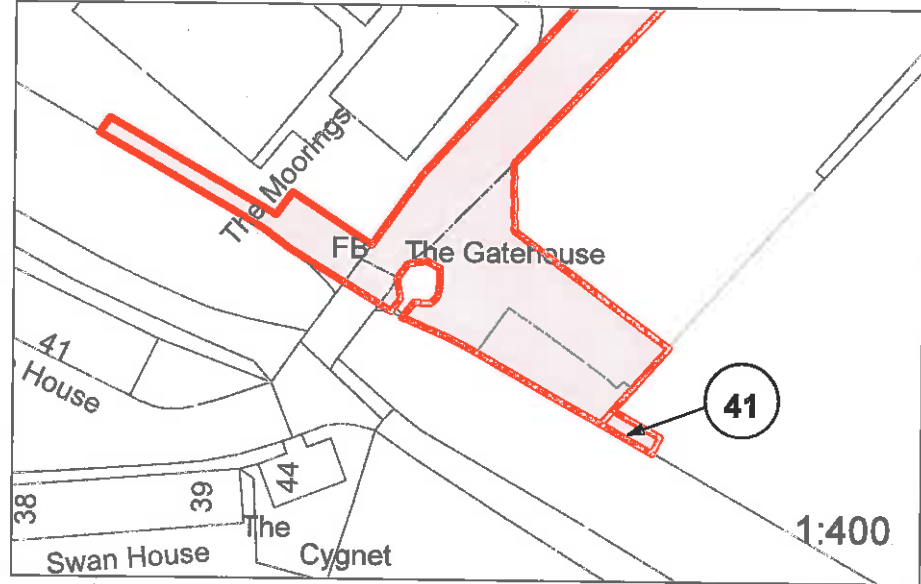 The Moorings
FB
The Gatehouse
41
House
41
44
39
38
The
Swan House
Cygnet
1:400